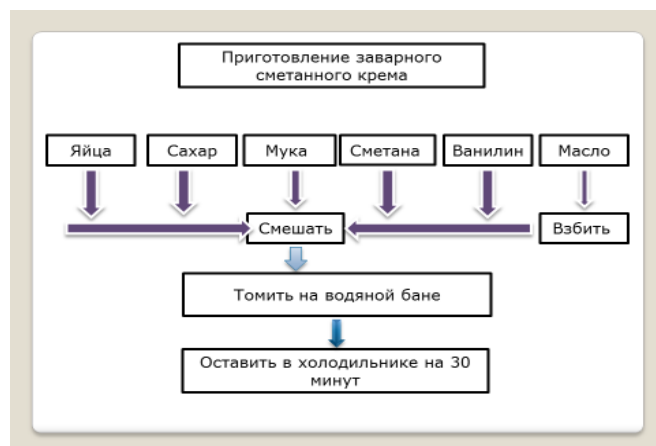 Приготовление заварного
сметанного крема
Яйца
Сахар
Мука
Сметана
Ванилин
Масло
Смешать
Взбить
Томить на водяной бане
Оставить в холодильнике на 30
минут